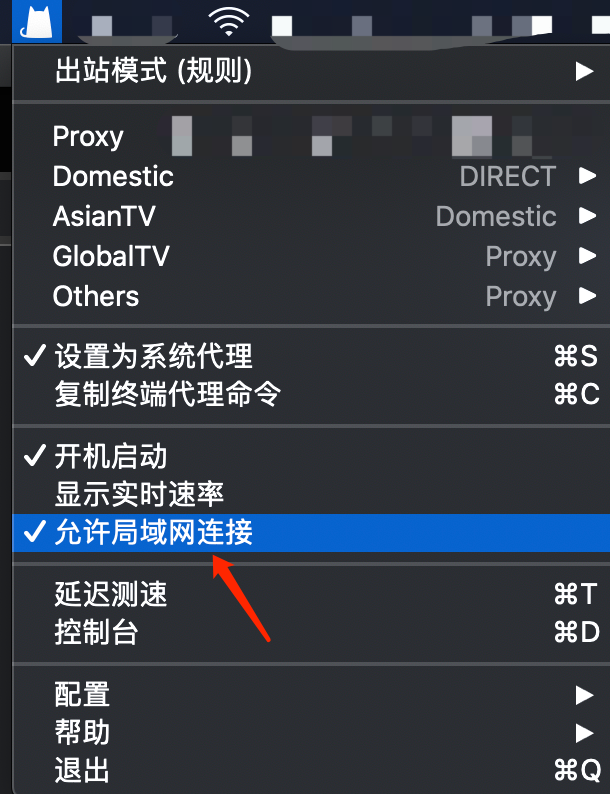 出站模式 (规则)
Proxy
Domestic DIRECT
AsianTV Domestic
GlobalTV Proxy
Others Proxy
✓ 设置为系统代理 ⌘S
复制终端代理命令 ⌘C
✓ 开机启动
显示实时速率
✓ 允许局域网连接
延迟测速 ⌘T
控制台 ⌘D
配置
帮助
退出 ⌘Q